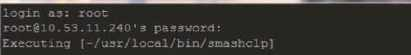 login as: root
root@10.53.11.240's password:
Executing [-/usr/local/bin/smashclp]